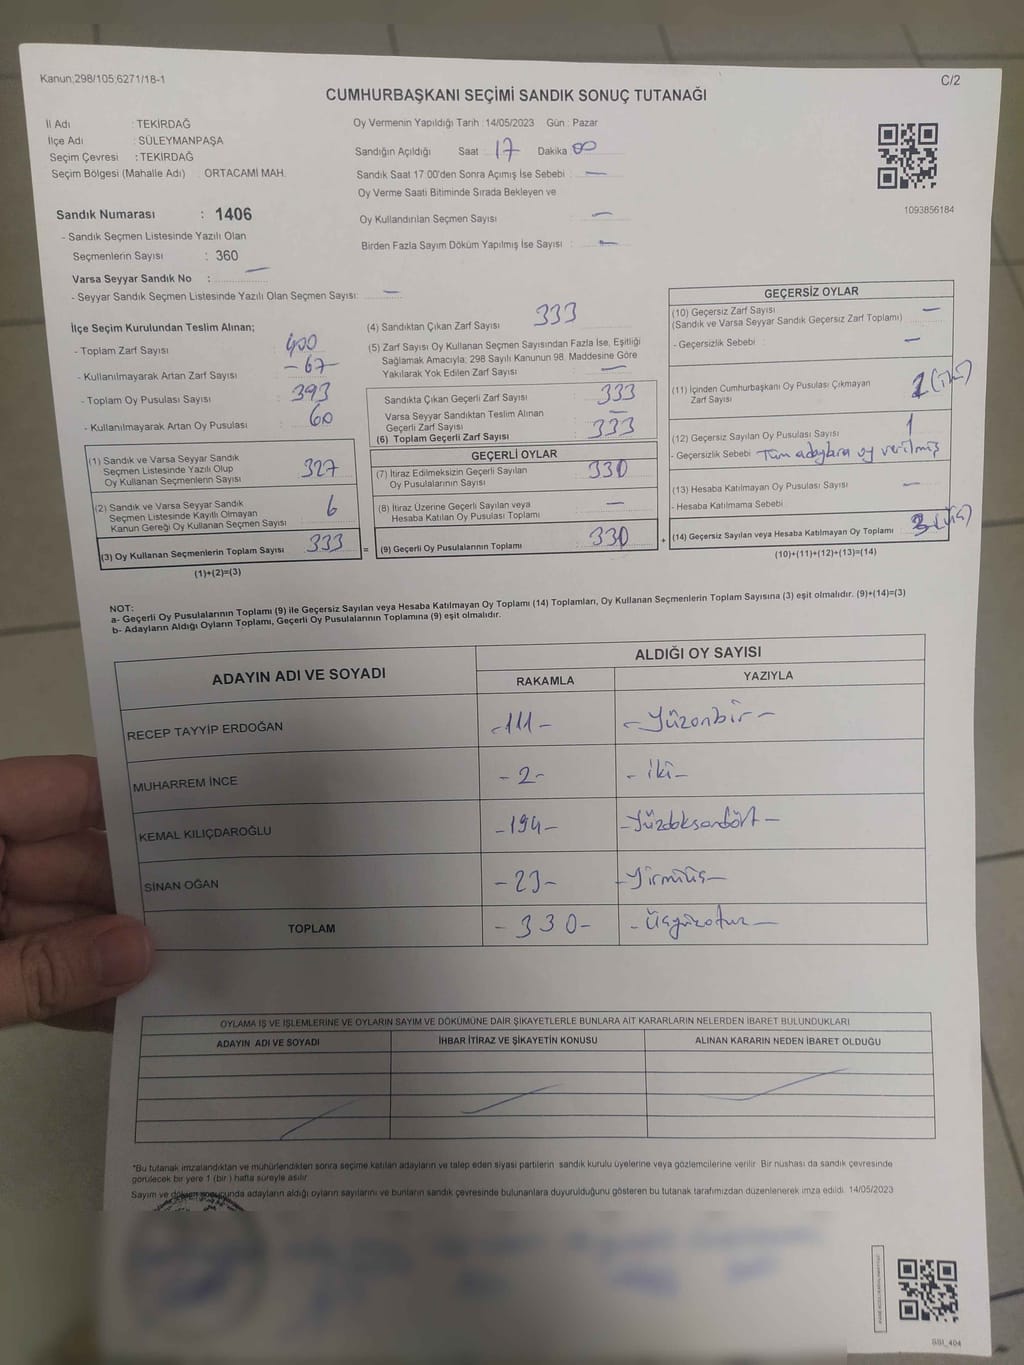 Kanun;298/105;6271/18-1
C/2
CUMHURBAŞKANI SEÇİMİ SANDIK SONUÇ TUTANAĞI
İl Adı : TEKİRDAĞ
İlçe Adı : SÜLEYMANPAŞA
Seçim Çevresi : TEKİRDAĞ
Seçim Bölgesi (Mahalle Adı) : ORTACAMİ MAH.
Oy Vermenin Yapıldığı Tarih : 14/05/2023 Gün : Pazar
Sandığın Açıldığı Saat : 17 Dakika : 00
Sandık Saat 17:00'den Sonra Açımış İse Sebebi : —
Oy Verme Saati Bitiminde Sırada Bekleyen ve
Oy Kullandırılan Seçmen Sayısı : —
Birden Fazla Sayım Döküm Yapılmış İse Sayısı : —
1093856184
Sandık Numarası : 1406
- Sandık Seçmen Listesinde Yazılı Olan
Seçmenlerin Sayısı : 360
Varsa Seyyar Sandık No : —
- Seyyar Sandık Seçmen Listesinde Yazılı Olan Seçmen Sayısı: —
İlçe Seçim Kurulundan Teslim Alınan;
- Toplam Zarf Sayısı : 400
- Kullanılmayarak Artan Zarf Sayısı : -67-
- Toplam Oy Pusulası Sayısı : 393
- Kullanılmayarak Artan Oy Pusulası : 60
(1) Sandık ve Varsa Seyyar Sandık
Seçmen Listesinde Yazılı Olup
Oy Kullanan Seçmenlerin Sayısı : 327
(2) Sandık ve Varsa Seyyar Sandık
Seçmen Listesinde Kayıtlı Olmayan
Kanun Gereği Oy Kullanan Seçmen Sayısı : 6
(3) Oy Kullanan Seçmenlerin Toplam Sayısı : 333
(1)+(2)=(3)
(4) Sandıktan Çıkan Zarf Sayısı : 333
(5) Zarf Sayısı Oy Kullanan Seçmen Sayısından Fazla İse, Eşitliği
Sağlamak Amacıyla; 298 Sayılı Kanunun 98. Maddesine Göre
Yakılarak Yok Edilen Zarf Sayısı : —
Sandıkta Çıkan Geçerli Zarf Sayısı : 333
Varsa Seyyar Sandıktan Teslim Alınan
Geçerli Zarf Sayısı : —
(6) Toplam Geçerli Zarf Sayısı : 333
GEÇERLİ OYLAR
(7) İtiraz Edilmeksizin Geçerli Sayılan
Oy Pusulalarının Sayısı : 330
(8) İtiraz Üzerine Geçerli Sayılan veya
Hesaba Katılan Oy Pusulası Toplamı : —
= (9) Geçerli Oy Pusulalarının Toplamı : 330
GEÇERSİZ OYLAR
(10) Geçersiz Zarf Sayısı : —
(Sandık ve Varsa Seyyar Sandık Geçersiz Zarf Toplamı)
- Geçersizlik Sebebi : —
(11) İçinden Cumhurbaşkanı Oy Pusulası Çıkmayan
Zarf Sayısı : 2 (iki)
(12) Geçersiz Sayılan Oy Pusulası Sayısı : 1
- Geçersizlik Sebebi : Tüm adaylara oy verilmiş
(13) Hesaba Katılmayan Oy Pusulası Sayısı : —
- Hesaba Katılmama Sebebi :
+ (14) Geçersiz Sayılan veya Hesaba Katılmayan Oy Toplamı : 3 (üç)
(10)+(11)+(12)+(13)=(14)
NOT:
a- Geçerli Oy Pusulalarının Toplamı (9) ile Geçersiz Sayılan veya Hesaba Katılmayan Oy Toplamı (14) Toplamları, Oy Kullanan Seçmenlerin Toplam Sayısına (3) eşit olmalıdır. (9)+(14)=(3)
b- Adayların Aldığı Oyların Toplamı, Geçerli Oy Pusulalarının Toplamına (9) eşit olmalıdır.
ADAYIN ADI VE SOYADI
ALDIĞI OY SAYISI
RAKAMLA YAZIYLA
RECEP TAYYİP ERDOĞAN -111- -Yüzonbir-
MUHARREM İNCE -2- -iki-
KEMAL KILIÇDAROĞLU -194- -Yüzdoksandört-
SİNAN OĞAN -23- -Yirmiüç-
TOPLAM -330- -Üçyüzotuz-
OYLAMA İŞ VE İŞLEMLERİNE VE OYLARIN SAYIM VE DÖKÜMÜNE DAİR ŞİKAYETLERLE BUNLARA AİT KARARLARIN NELERDEN İBARET BULUNDUKLARI
ADAYIN ADI VE SOYADI İHBAR İTİRAZ VE ŞİKAYETİN KONUSU ALINAN KARARIN NEDEN İBARET OLDUĞU
*Bu tutanak imzalandıktan ve mühürlendikten sonra seçime katılan adayların ve talep eden siyasi partilerin sandık kurulu üyelerine veya gözlemcilerine verilir. Bir nushası da sandık çevresinde
görülecek bir yere 1 (bir) hafta süreyle asılır
Sayım ve döküm sonucunda adayların aldığı oyların sayılarını ve bunların sandık çevresinde bulunanlara duyurulduğunu gösteren bu tutanak tarafımızdan düzenlenerek imza edildi. 14/05/2023
SSI_404